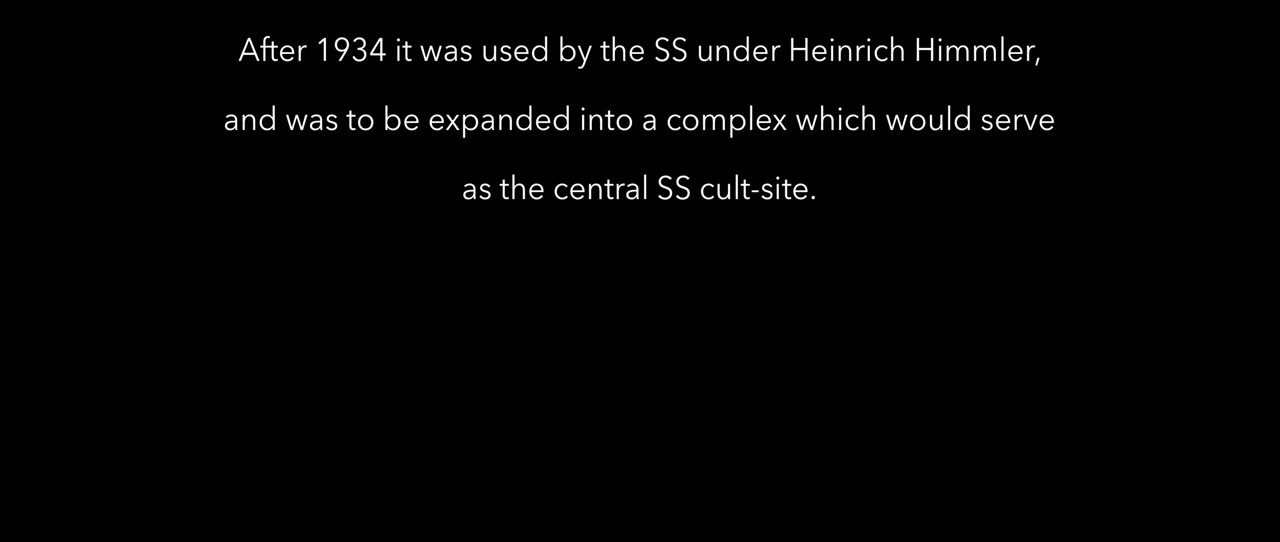 After 1934 it was used by the SS under Heinrich Himmler,
and was to be expanded into a complex which would serve
as the central SS cult-site.